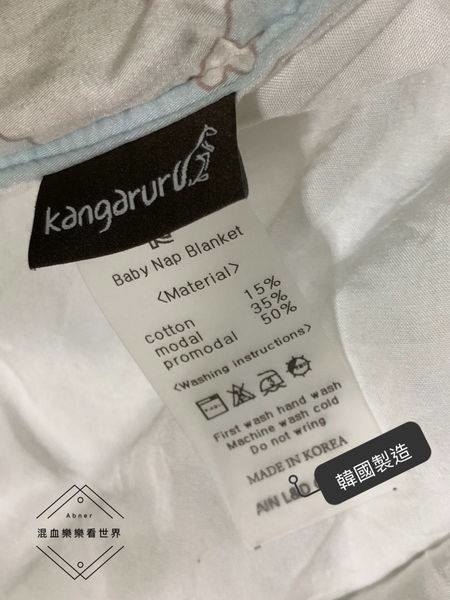 kangaruru
Baby Nap Blanket
<Material>
cotton 15%
modal 35%
promodal 50%
<Washing instructions>
First wash hand wash
Machine wash cold
Do not wring
MADE IN KOREA
AIN L&D
韓國製造
Abner
混血樂樂看世界